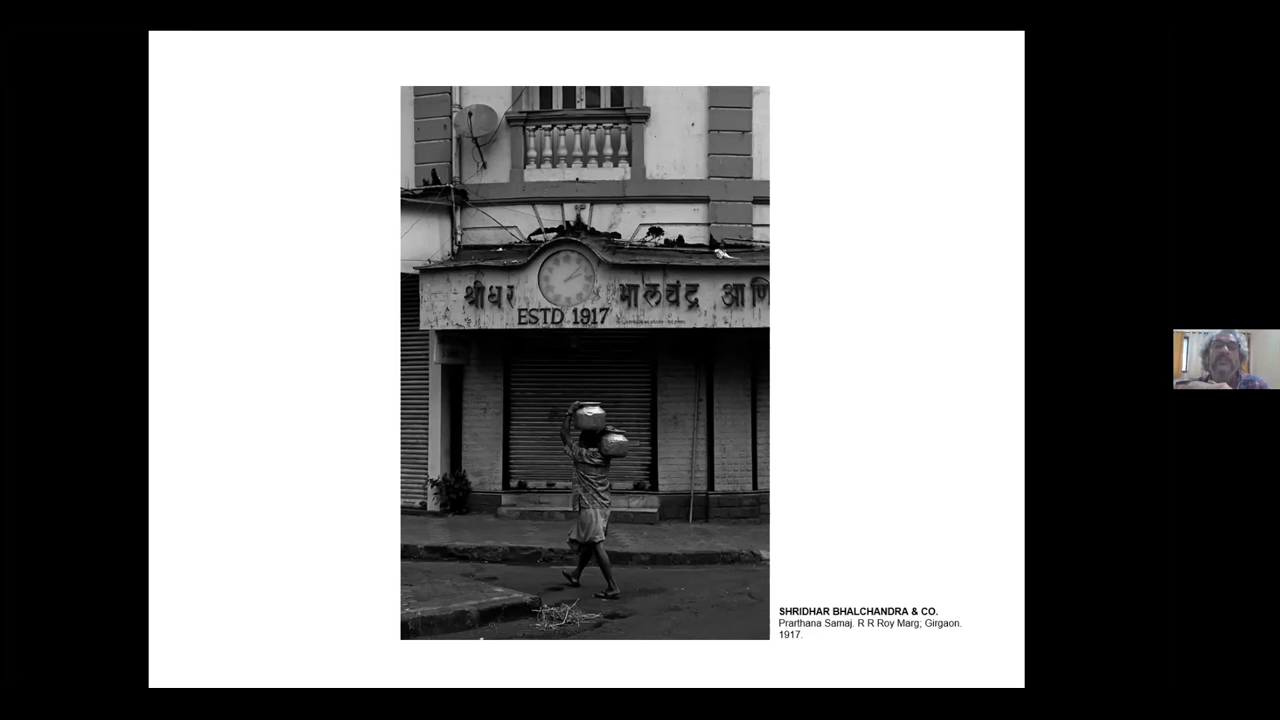 श्रीधर भालचंद्र आणि
ESTD 1917
SHRIDHAR BHALCHANDRA & CO.
Prarthana Samaj. R R Roy Marg; Girgaon.
1917.